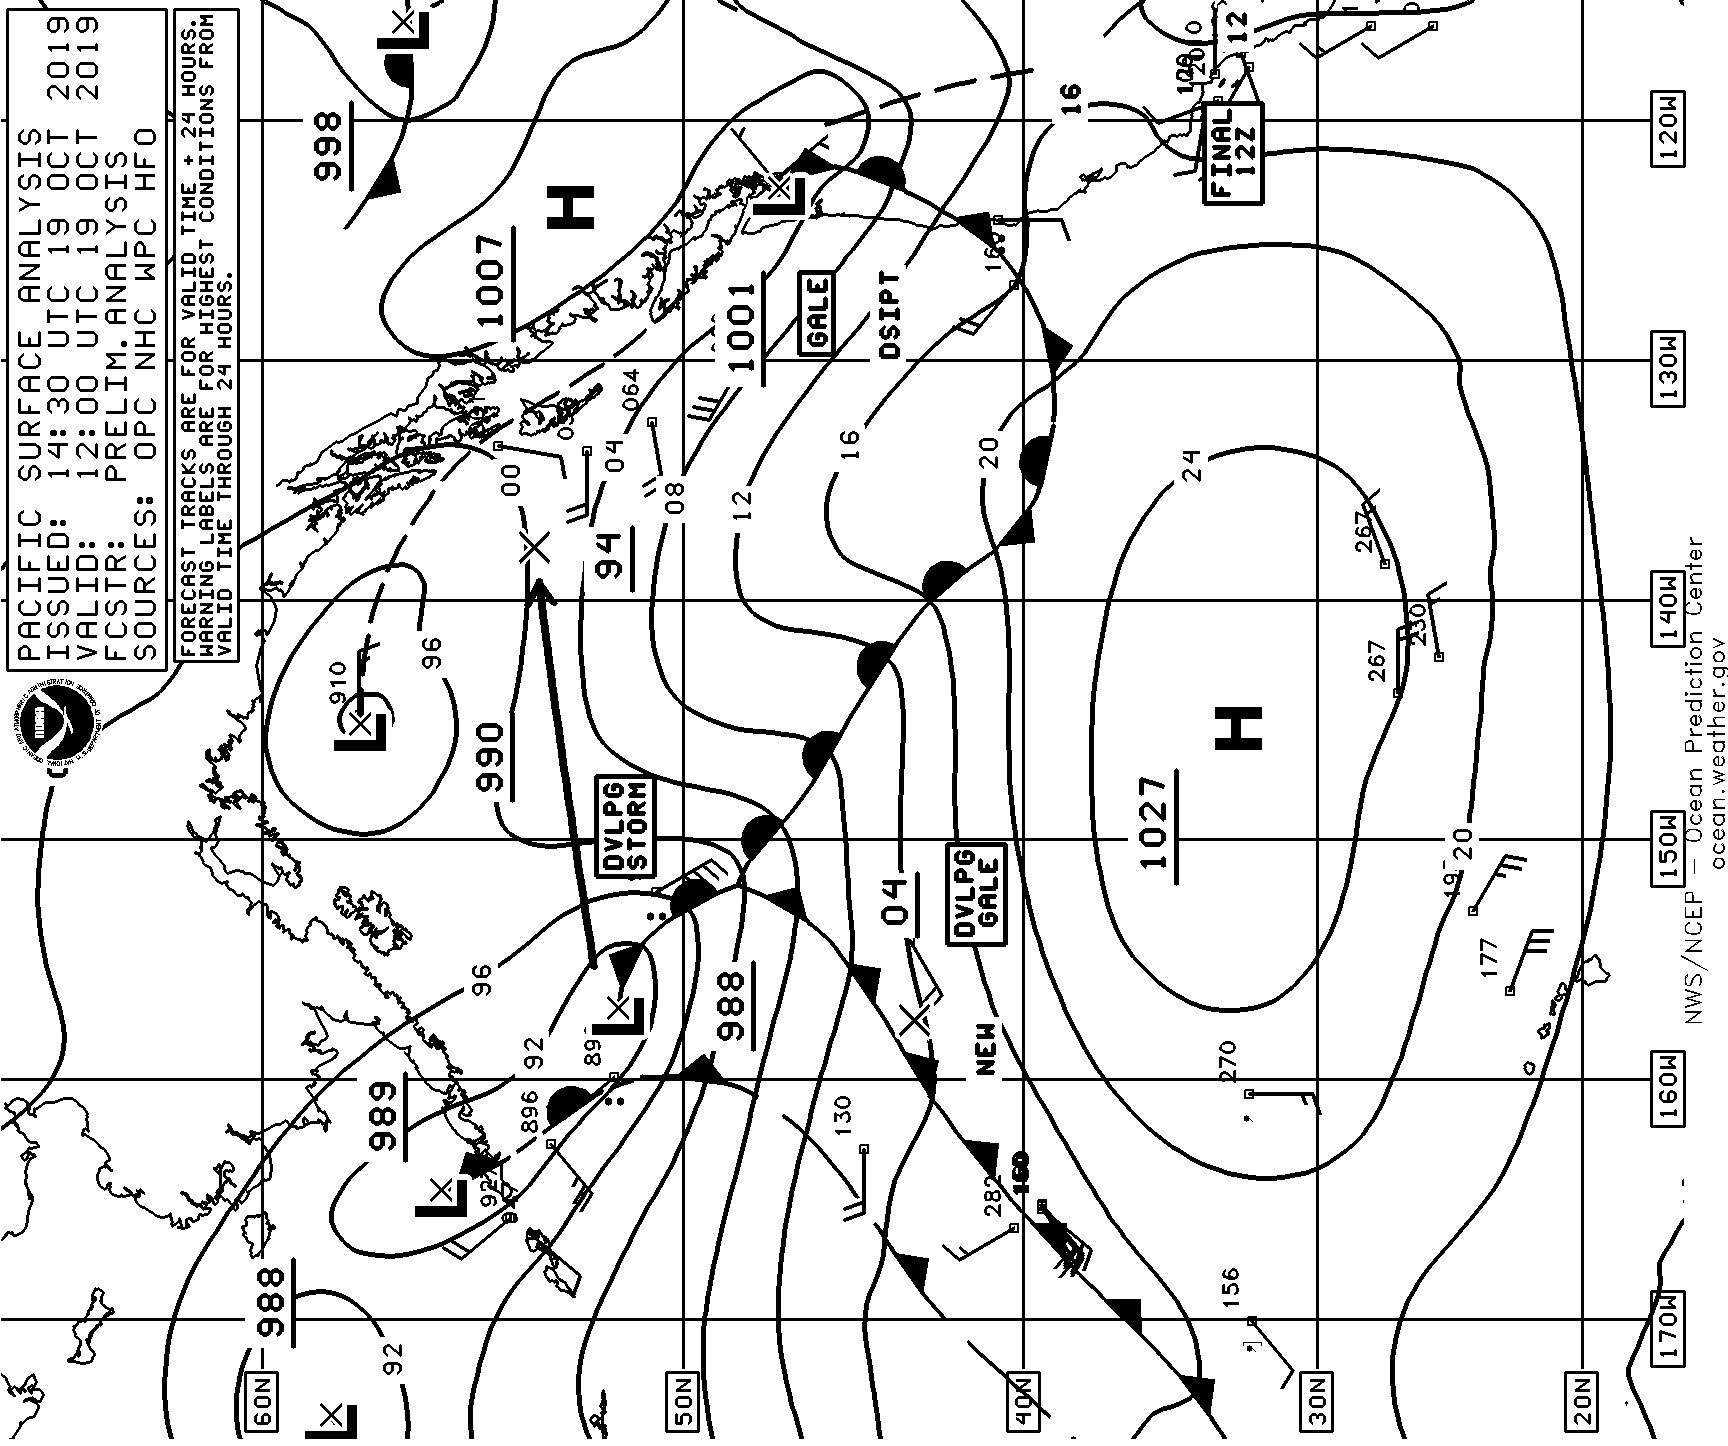 PACIFIC SURFACE ANALYSIS
ISSUED: 14:30 UTC 19 OCT 2019
VALID: 12:00 UTC 19 OCT 2019
FCSTR: PRELIM.ANALYSIS
SOURCES: OPC NHC WPC HFO
FORECAST TRACKS ARE FOR VALID TIME + 24 HOURS.
WARNING LABELS ARE FOR HIGHEST CONDITIONS FROM
VALID TIME THROUGH 24 HOURS.
NOAA
L
998
H
1007
L
1001
GALE
DSIPT
16
FINAL
12Z
12
120W
130W
064
00
04
08
12
16
20
24
94
96
910
L
990
267
267
230
140W
H
1027
DVLPG
STORM
DVLPG
GALE
04
20
150W
177
96
92
89
L
988
NEW
270
160W
989
896
L
130
282
988
92
L
156
170W
60N
50N
40N
30N
20N
NWS/NCEP – Ocean Prediction Center
ocean.weather.gov